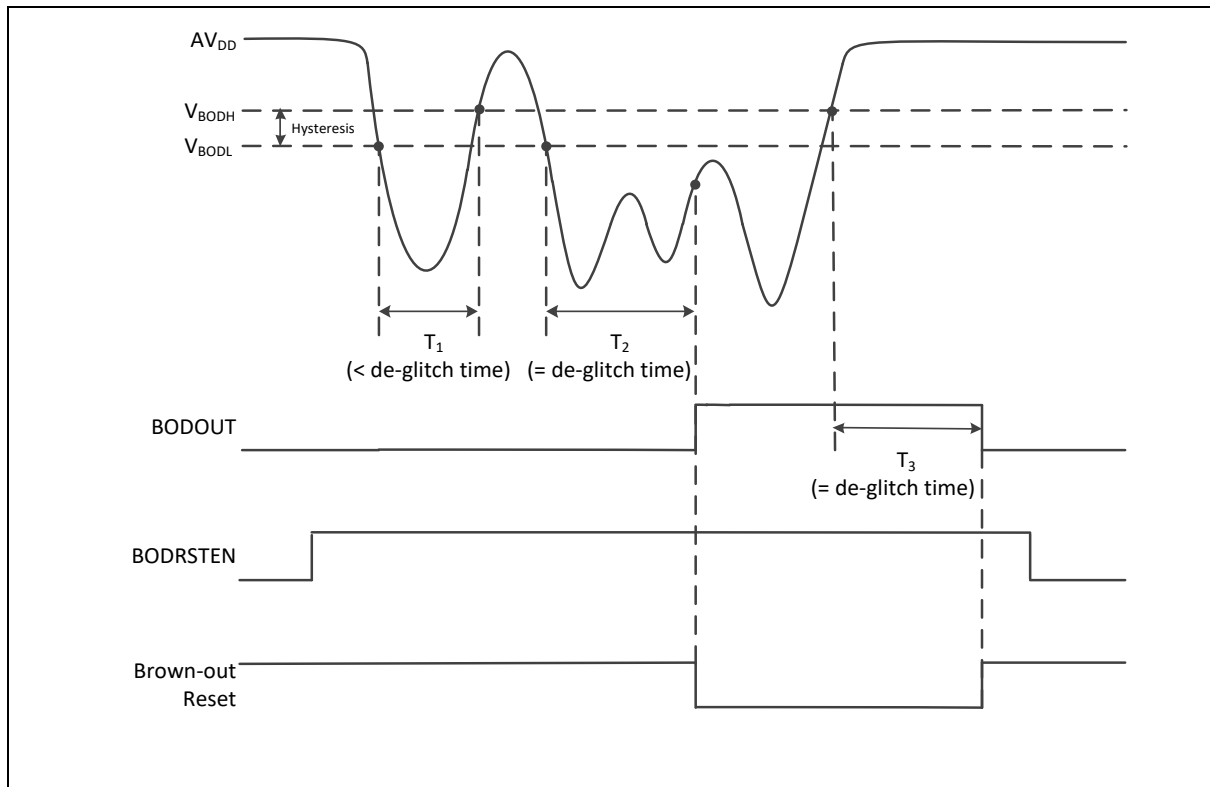 AVDD
VBODH
Hysteresis
VBODL
T1
(< de-glitch time)
T2
(= de-glitch time)
BODOUT
T3
(= de-glitch time)
BODRSTEN
Brown-out
Reset